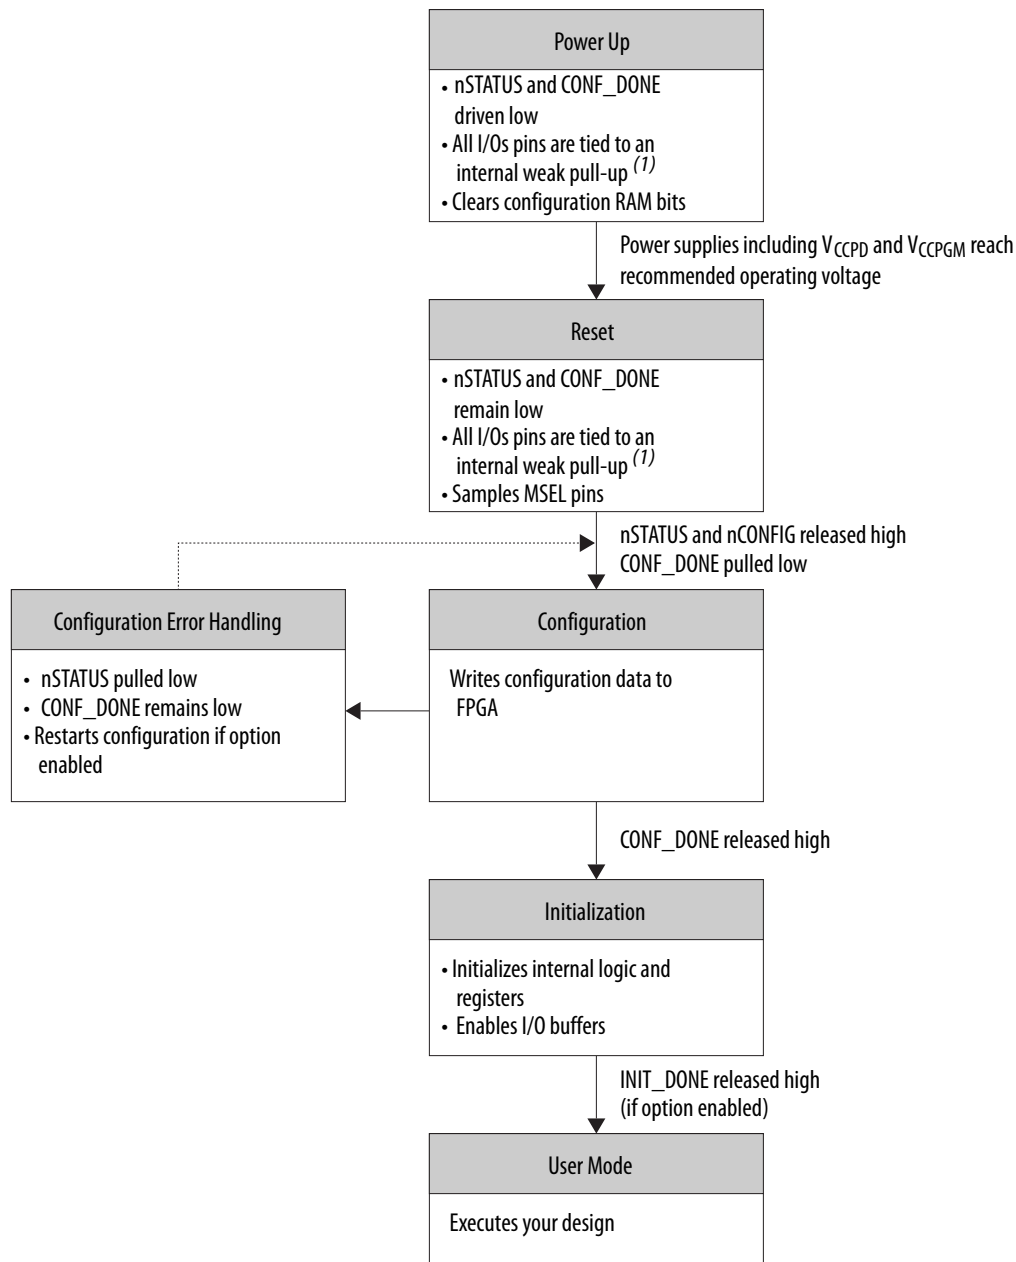 Power Up
• nSTATUS and CONF_DONE
driven low
• All I/Os pins are tied to an
internal weak pull-up (1)
• Clears configuration RAM bits
Power supplies including VCCPD and VCCPGM reach
recommended operating voltage
Reset
• nSTATUS and CONF_DONE
remain low
• All I/Os pins are tied to an
internal weak pull-up (1)
• Samples MSEL pins
nSTATUS and nCONFIG released high
CONF_DONE pulled low
Configuration Error Handling
• nSTATUS pulled low
• CONF_DONE remains low
• Restarts configuration if option
enabled
Configuration
Writes configuration data to
FPGA
CONF_DONE released high
Initialization
• Initializes internal logic and
registers
• Enables I/O buffers
INIT_DONE released high
(if option enabled)
User Mode
Executes your design